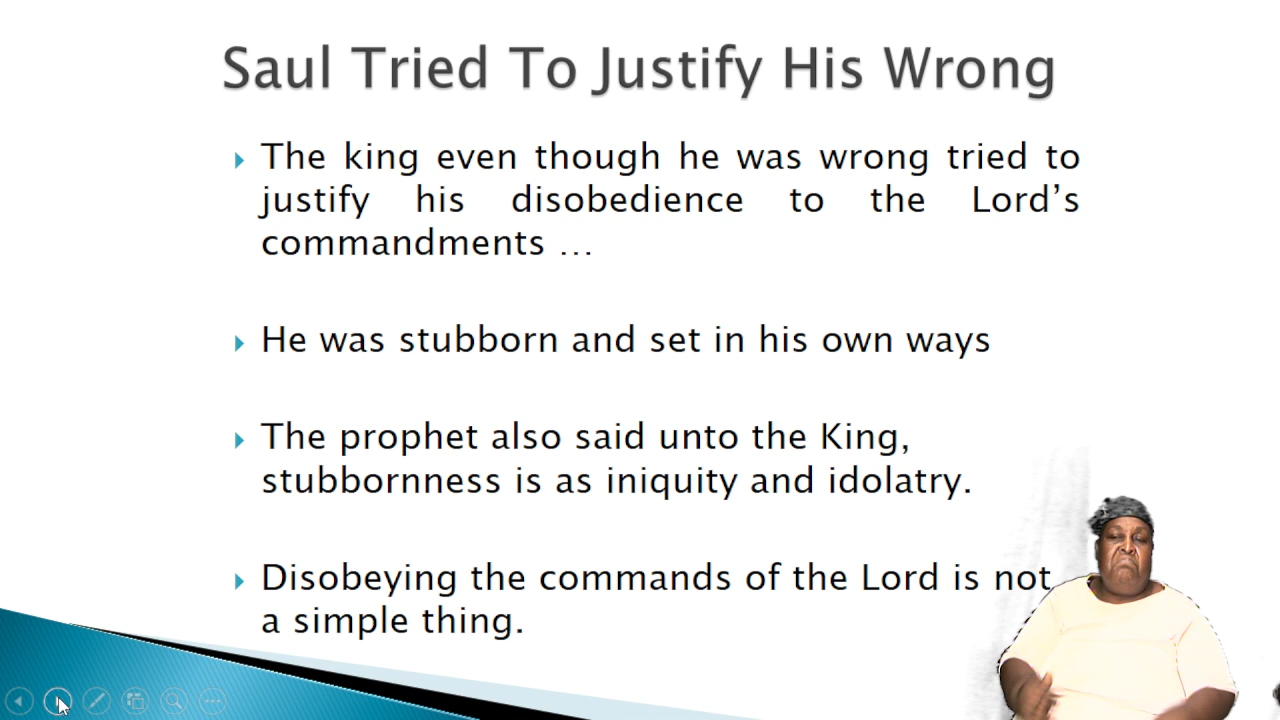 Saul Tried To Justify His Wrong
The king even though he was wrong tried to
justify his disobedience to the Lord’s
commandments …
He was stubborn and set in his own ways
The prophet also said unto the King,
stubbornness is as iniquity and idolatry.
Disobeying the commands of the Lord is not
a simple thing.